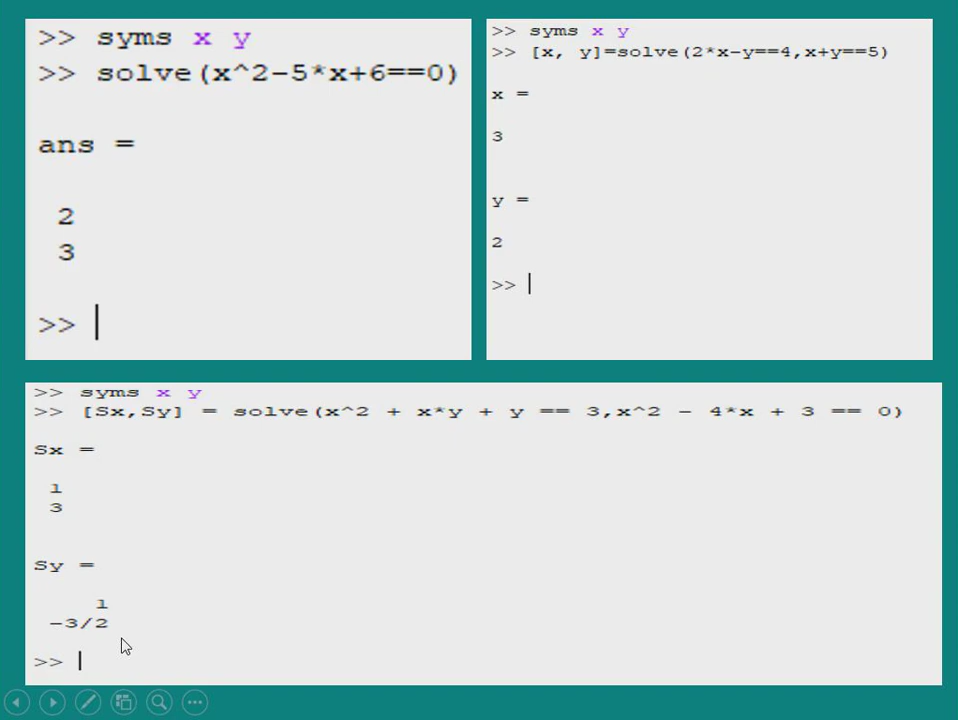 >> syms x y
>> solve(x^2-5*x+6==0)
ans =
2
3
>>
>> syms x y
>> [x, y]=solve(2*x-y==4,x+y==5)
x =
3
y =
2
>>
>> syms x y
>> [Sx,Sy] = solve(x^2 + x*y + y == 3,x^2 - 4*x + 3 == 0)
Sx =
1
3
Sy =
1
-3/2
>>